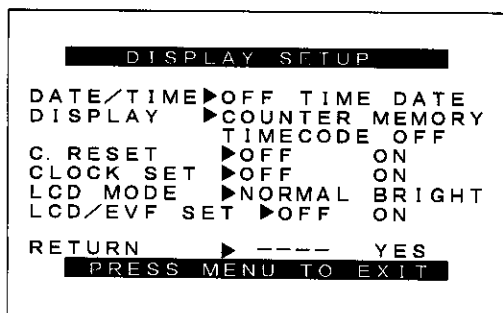 DISPLAY SETUP
DATE/TIME▶OFF TIME DATE
DISPLAY ▶COUNTER MEMORY
TIMECODE OFF
C. RESET ▶OFF ON
CLOCK SET ▶OFF ON
LCD MODE ▶NORMAL BRIGHT
LCD/EVF SET ▶OFF ON
RETURN ▶ ---- YES
PRESS MENU TO EXIT